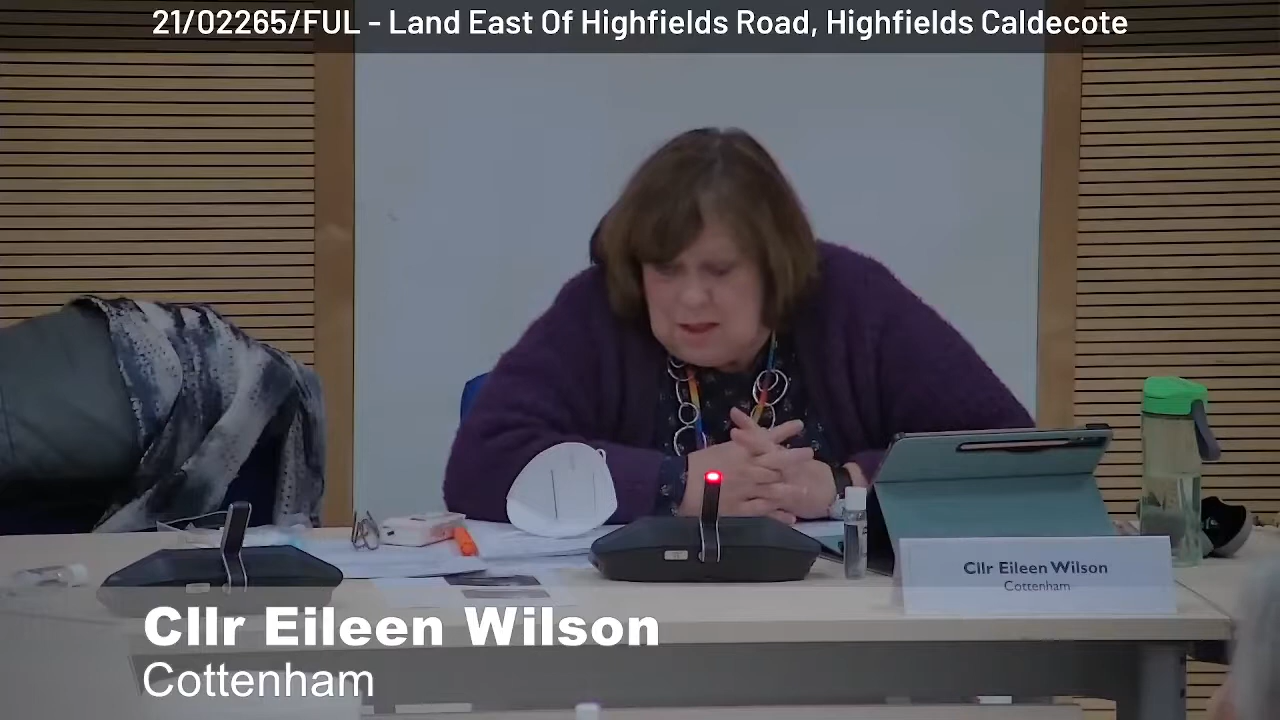 21/02265/FUL - Land East Of Highfields Road, Highfields Caldecote
Cllr Eileen Wilson
Cottenham
Cllr Eileen Wilson
Cottenham